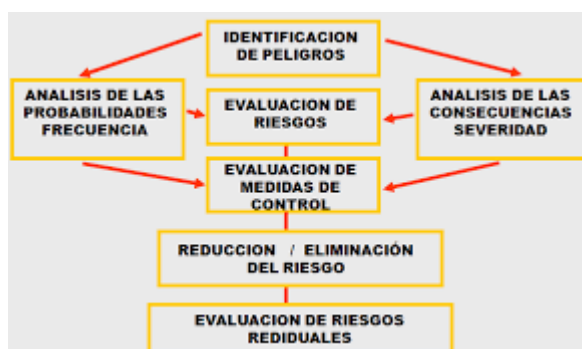 IDENTIFICACION
DE PELIGROS
ANALISIS DE LAS
PROBABILIDADES
FRECUENCIA
EVALUACION DE
RIESGOS
ANALISIS DE LAS
CONSECUENCIAS
SEVERIDAD
EVALUACION DE
MEDIDAS DE
CONTROL
REDUCCION / ELIMINACIÓN
DEL RIESGO
EVALUACION DE RIESGOS
REDIDUALES